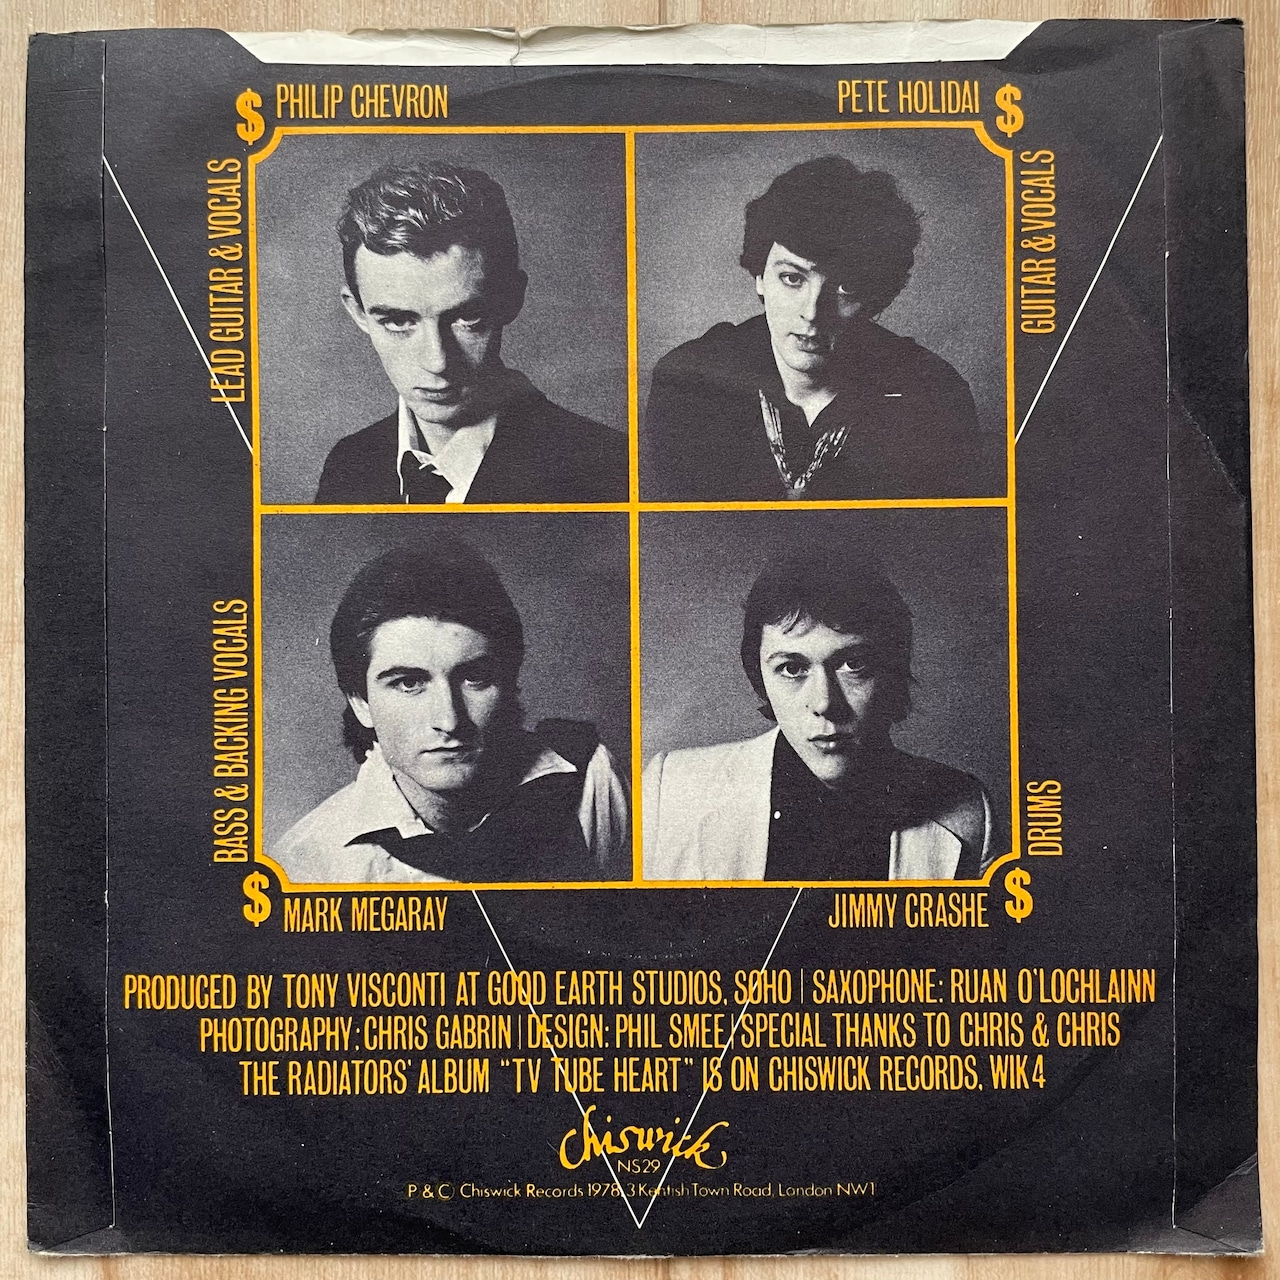 $ PHILIP CHEVRON
PETE HOLIDAI $
LEAD GUITAR & VOCALS
GUITAR & VOCALS
BASS & BACKING VOCALS
DRUMS
$ MARK MEGARAY
JIMMY CRASHE $
PRODUCED BY TONY VISCONTI AT GOOD EARTH STUDIOS, SOHO | SAXOPHONE: RUAN O'LOCHLAINN
PHOTOGRAPHY: CHRIS GABRIN | DESIGN: PHIL SMEE / SPECIAL THANKS TO CHRIS & CHRIS
THE RADIATORS' ALBUM "TV TUBE HEART" IS ON CHISWICK RECORDS, WIK 4
Chiswick
NS29
P & © Chiswick Records 1978, 3 Kentish Town Road, London NW1